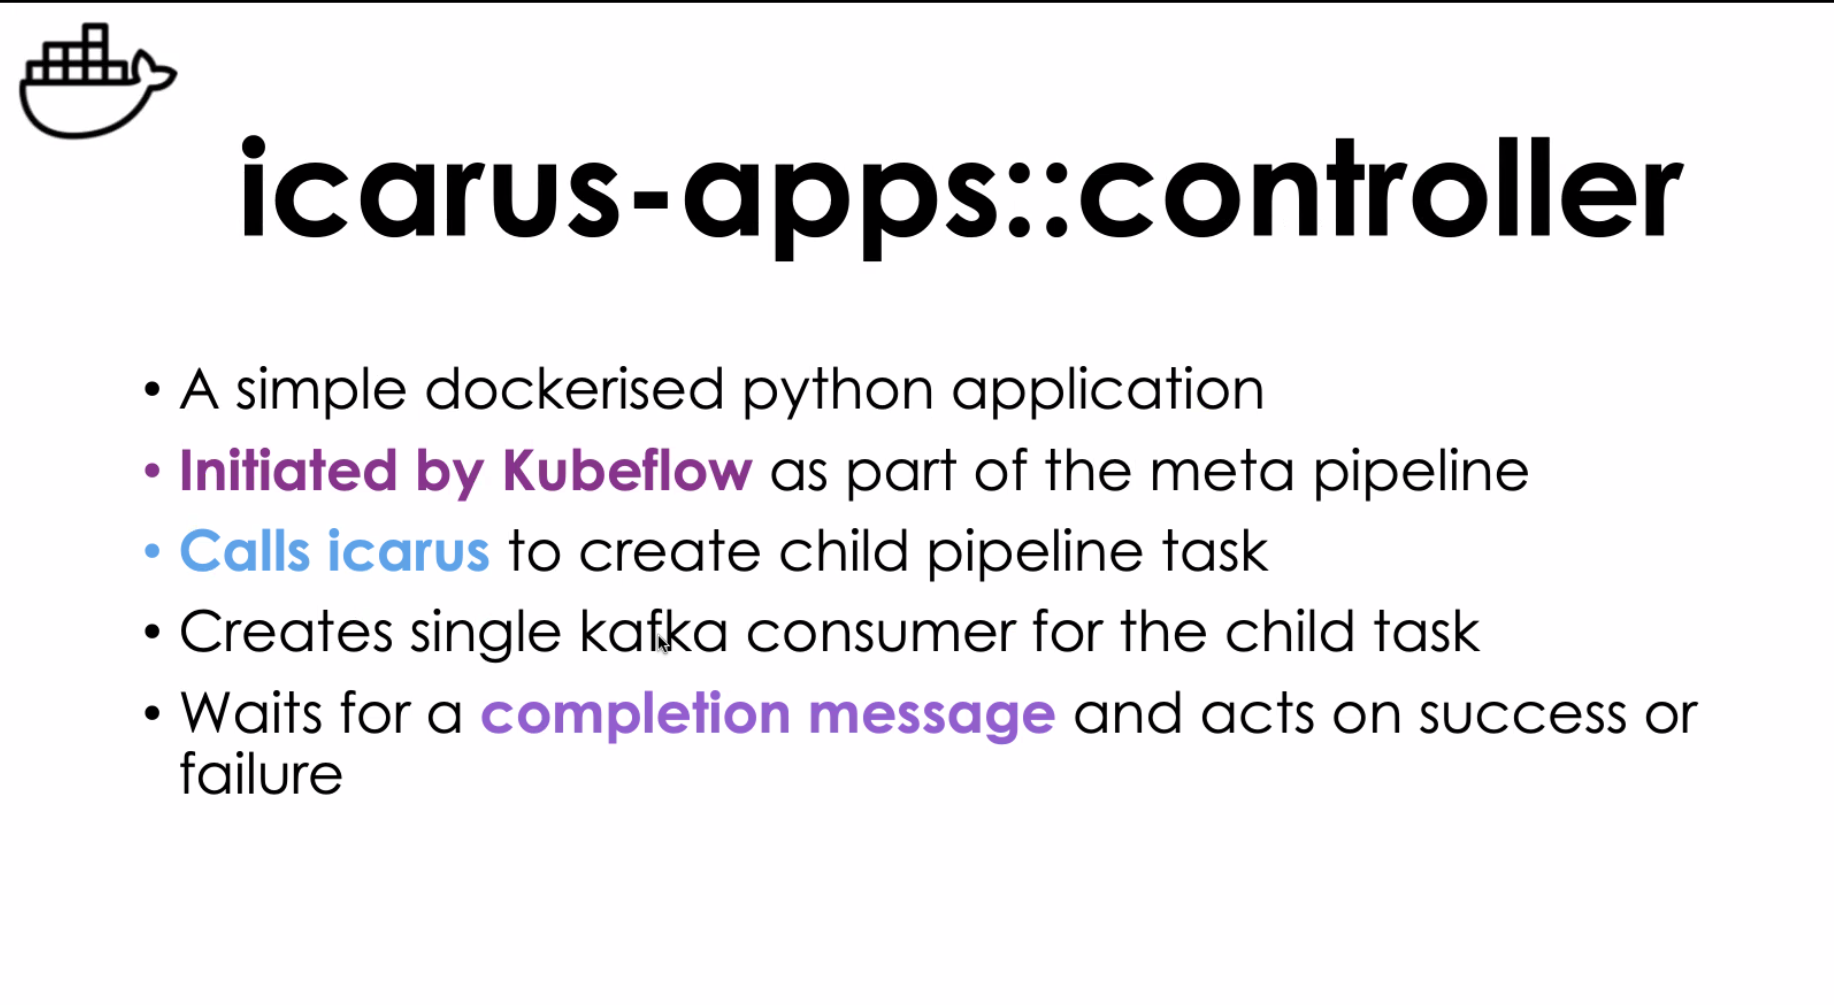 icarus-apps::controller
• A simple dockerised python application
• Initiated by Kubeflow as part of the meta pipeline
• Calls icarus to create child pipeline task
• Creates single kafka consumer for the child task
• Waits for a completion message and acts on success or
failure